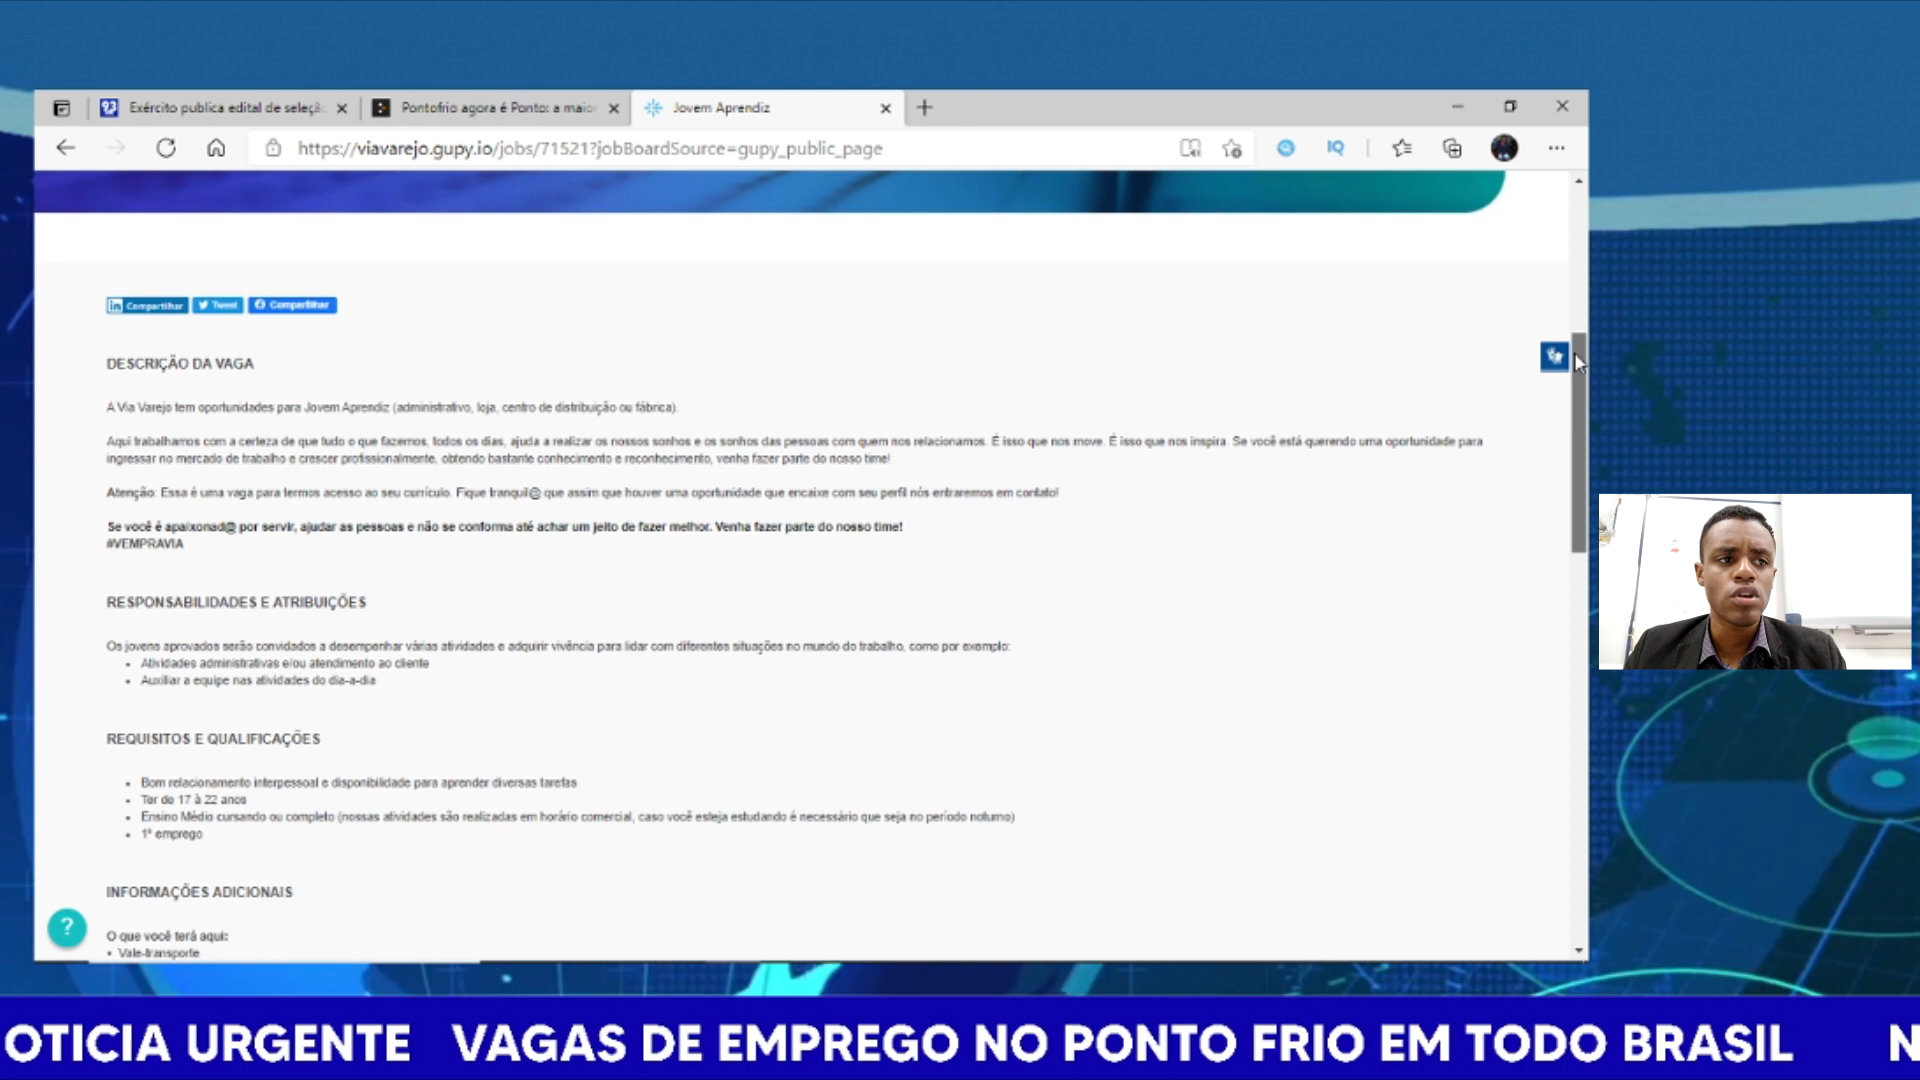 Exército publica edital de seleçã
Pontofrio agora é Ponto: a maio
Jovem Aprendiz
https://viavarejo.gupy.io/jobs/71521?jobBoardSource=gupy_public_page
IQ
in Compartilhar
Tweet
Compartilhar
DESCRIÇÃO DA VAGA
A Via Varejo tem oportunidades para Jovem Aprendiz (administrativo, loja, centro de distribuição ou fábrica).
Aqui trabalhamos com a certeza de que tudo o que fazemos, todos os dias, ajuda a realizar os nossos sonhos e os sonhos das pessoas com quem nos relacionamos. É isso que nos move. É isso que nos inspira. Se você está querendo uma oportunidade para
ingressar no mercado de trabalho e crescer profissionalmente, obtendo bastante conhecimento e reconhecimento, venha fazer parte do nosso time!
Atenção: Essa é uma vaga para termos acesso ao seu currículo. Fique tranquil@ que assim que houver uma oportunidade que encaixe com seu perfil nós entraremos em contato!
Se você é apaixonad@ por servir, ajudar as pessoas e não se conforma até achar um jeito de fazer melhor. Venha fazer parte do nosso time!
#VEMPRAVIA
RESPONSABILIDADES E ATRIBUIÇÕES
Os jovens aprovados serão convidados a desempenhar várias atividades e adquirir vivência para lidar com diferentes situações no mundo do trabalho, como por exemplo:
• Atividades administrativas e/ou atendimento ao cliente
• Auxiliar a equipe nas atividades do dia-a-dia
REQUISITOS E QUALIFICAÇÕES
• Bom relacionamento interpessoal e disponibilidade para aprender diversas tarefas
• Ter de 17 à 22 anos
• Ensino Médio cursando ou completo (nossas atividades são realizadas em horário comercial, caso você esteja estudando é necessário que seja no período noturno)
• 1º emprego
INFORMAÇÕES ADICIONAIS
?
O que você terá aqui:
• Vale-transporte
OTICIA URGENTE VAGAS DE EMPREGO NO PONTO FRIO EM TODO BRASIL N